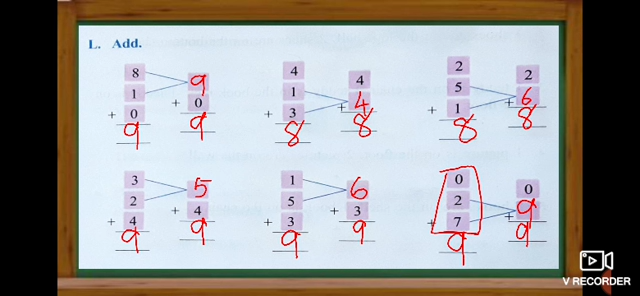 L. Add.
8 4 2
9 4 2
1 1 5
+ 0 + 4 + 6
+ 0 + 3 + 1
9 9 8 8 8 8
3 1 0
5 6 0
2 5 2
+ 4 + 3 + 9
+ 4 + 3 + 7
9 9 9 9 9 9
V RECORDER